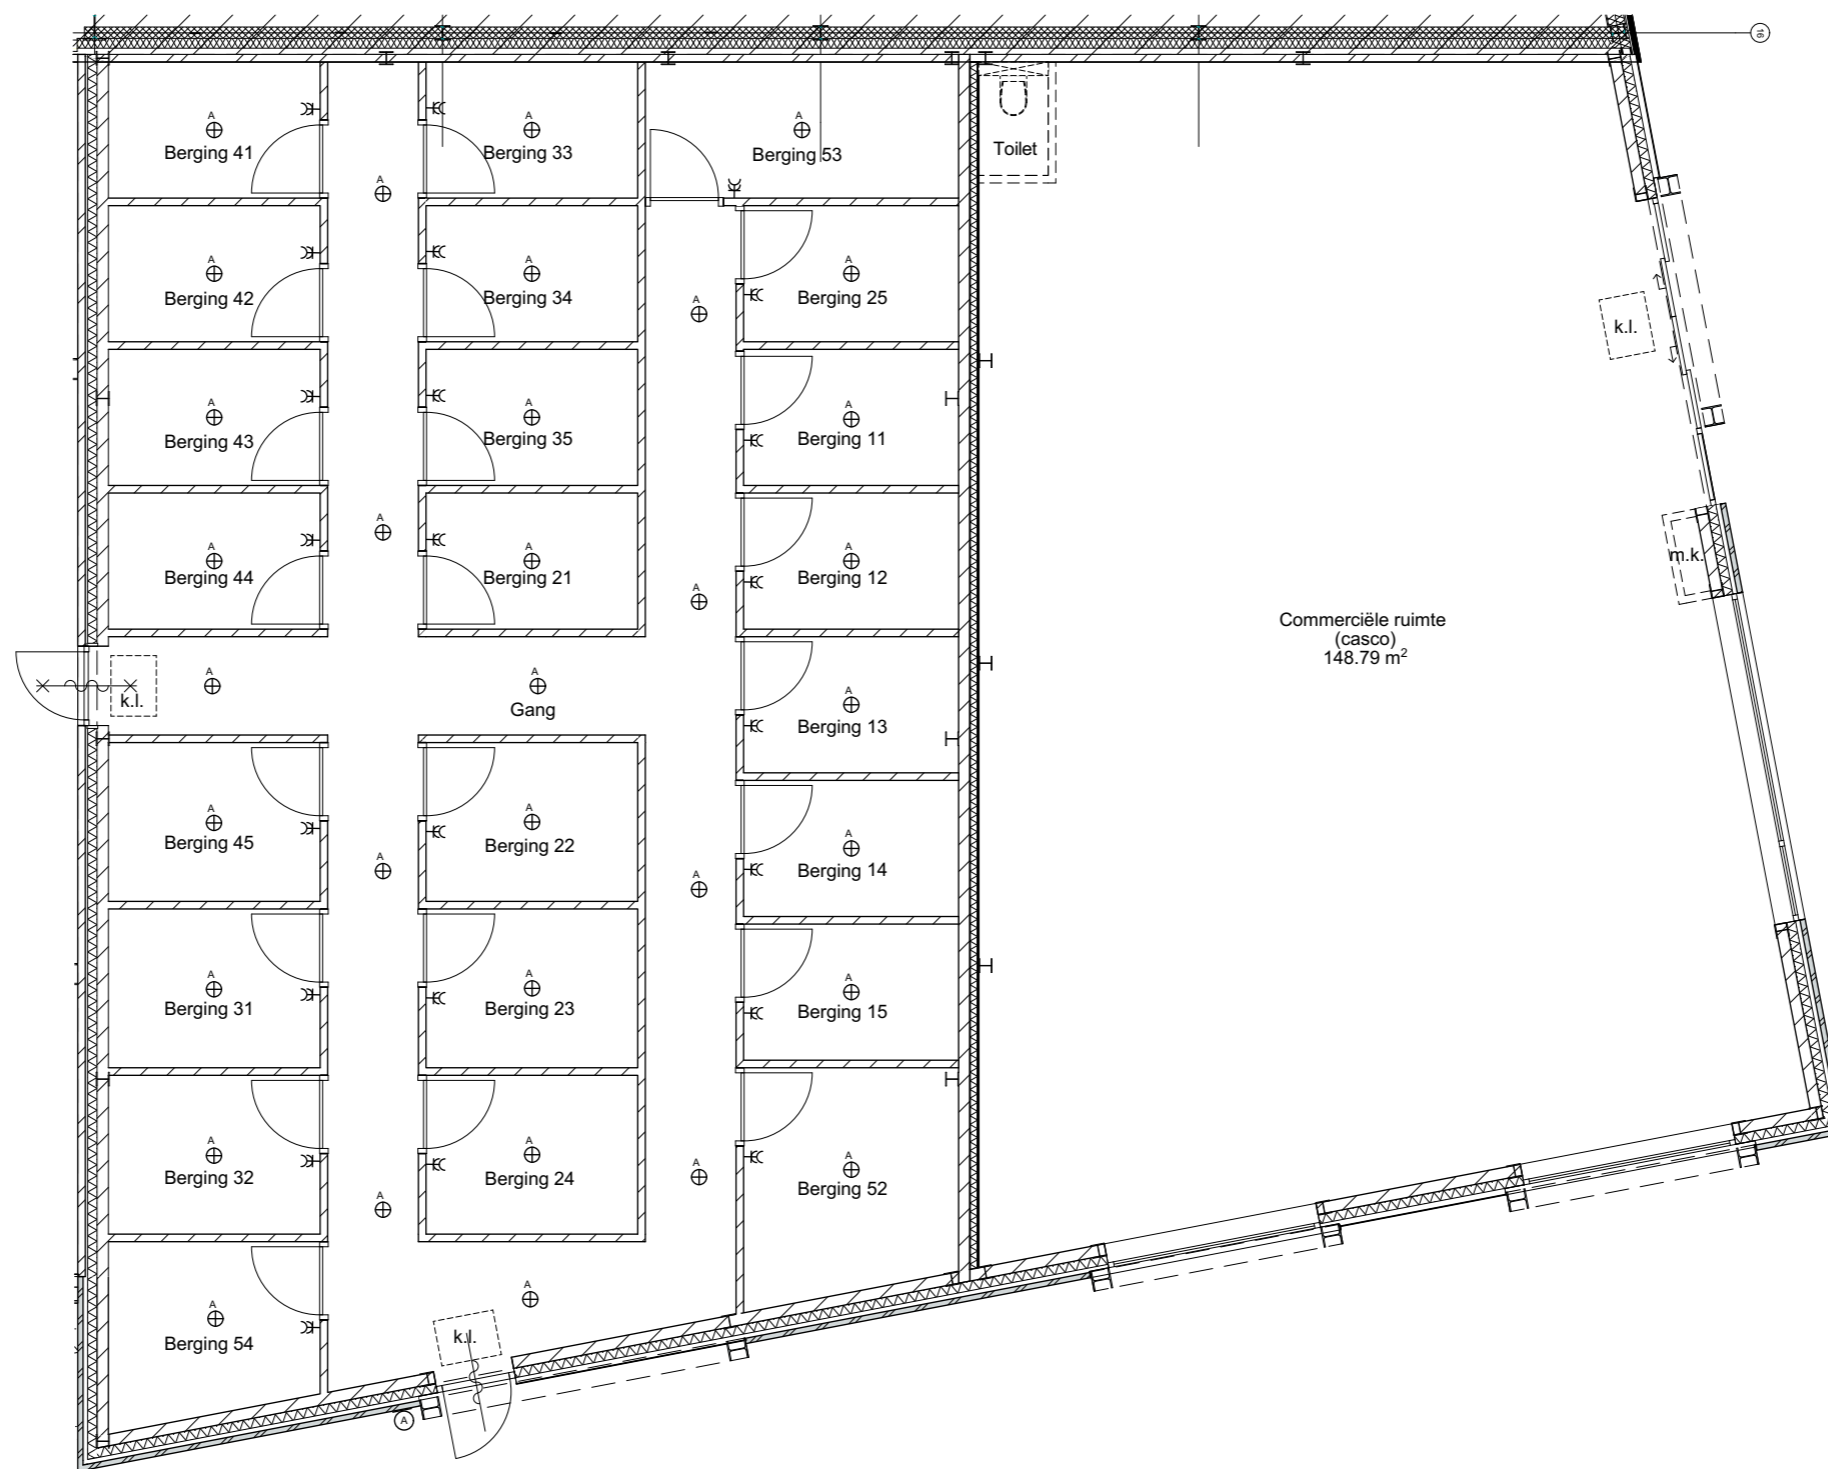 16
A
A
A
Berging 41
Berging 33
Berging 53
Toilet
A
A
A
A
Berging 42
Berging 34
Berging 25
A
k.l.
A
A
A
Berging 43
Berging 35
Berging 11
A
A
A
A
Berging 44
Berging 21
Berging 12
m.k.
A
Commerciële ruimte
(casco)
148.79 m²
k.l.
Gang
A
Berging 13
A
A
A
Berging 45
Berging 22
Berging 14
A
A
A
A
A
Berging 31
Berging 23
Berging 15
A
A
A
A
Berging 32
Berging 24
Berging 52
A
A
Berging 54
k.l.
A